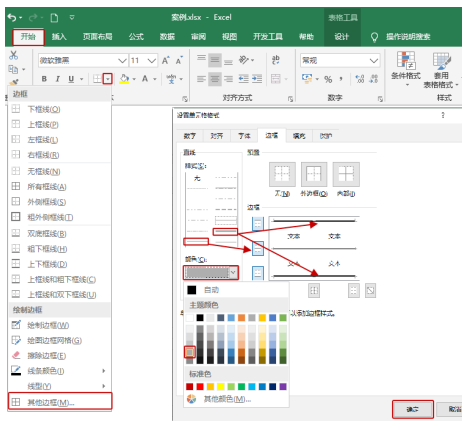 案例.xlsx - Excel
表格工具
开始 插入 页面布局 公式 数据 审阅 视图 开发工具 帮助 设计 操作说明搜索
微软雅黑 11 A A 常规
B I U A % 条件格式 套用
表格格式
对齐方式 数字 样式
边框
下框线(O)
上框线(P)
左框线(L)
右框线(R)
无框线(N)
所有框线(A)
外侧框线(S)
粗外侧框线(T)
双底框线(B)
粗下框线(H)
上下框线(D)
上框线和粗下框线(C)
上框线和双下框线(U)
绘制边框
绘制边框(W)
绘图边框网格(G)
擦除边框(E)
线条颜色(I)
线型(Y)
其他边框(M)...
设置单元格格式 ?
数字 对齐 字体 边框 填充 保护
直线 预置
样式(S):
无
无(N) 外边框(O) 内部(I)
边框
文本 文本
文本 文本
颜色(C):
自动
主题颜色
标准色
其他颜色(M)...
以添加边框样式。
确定 取消